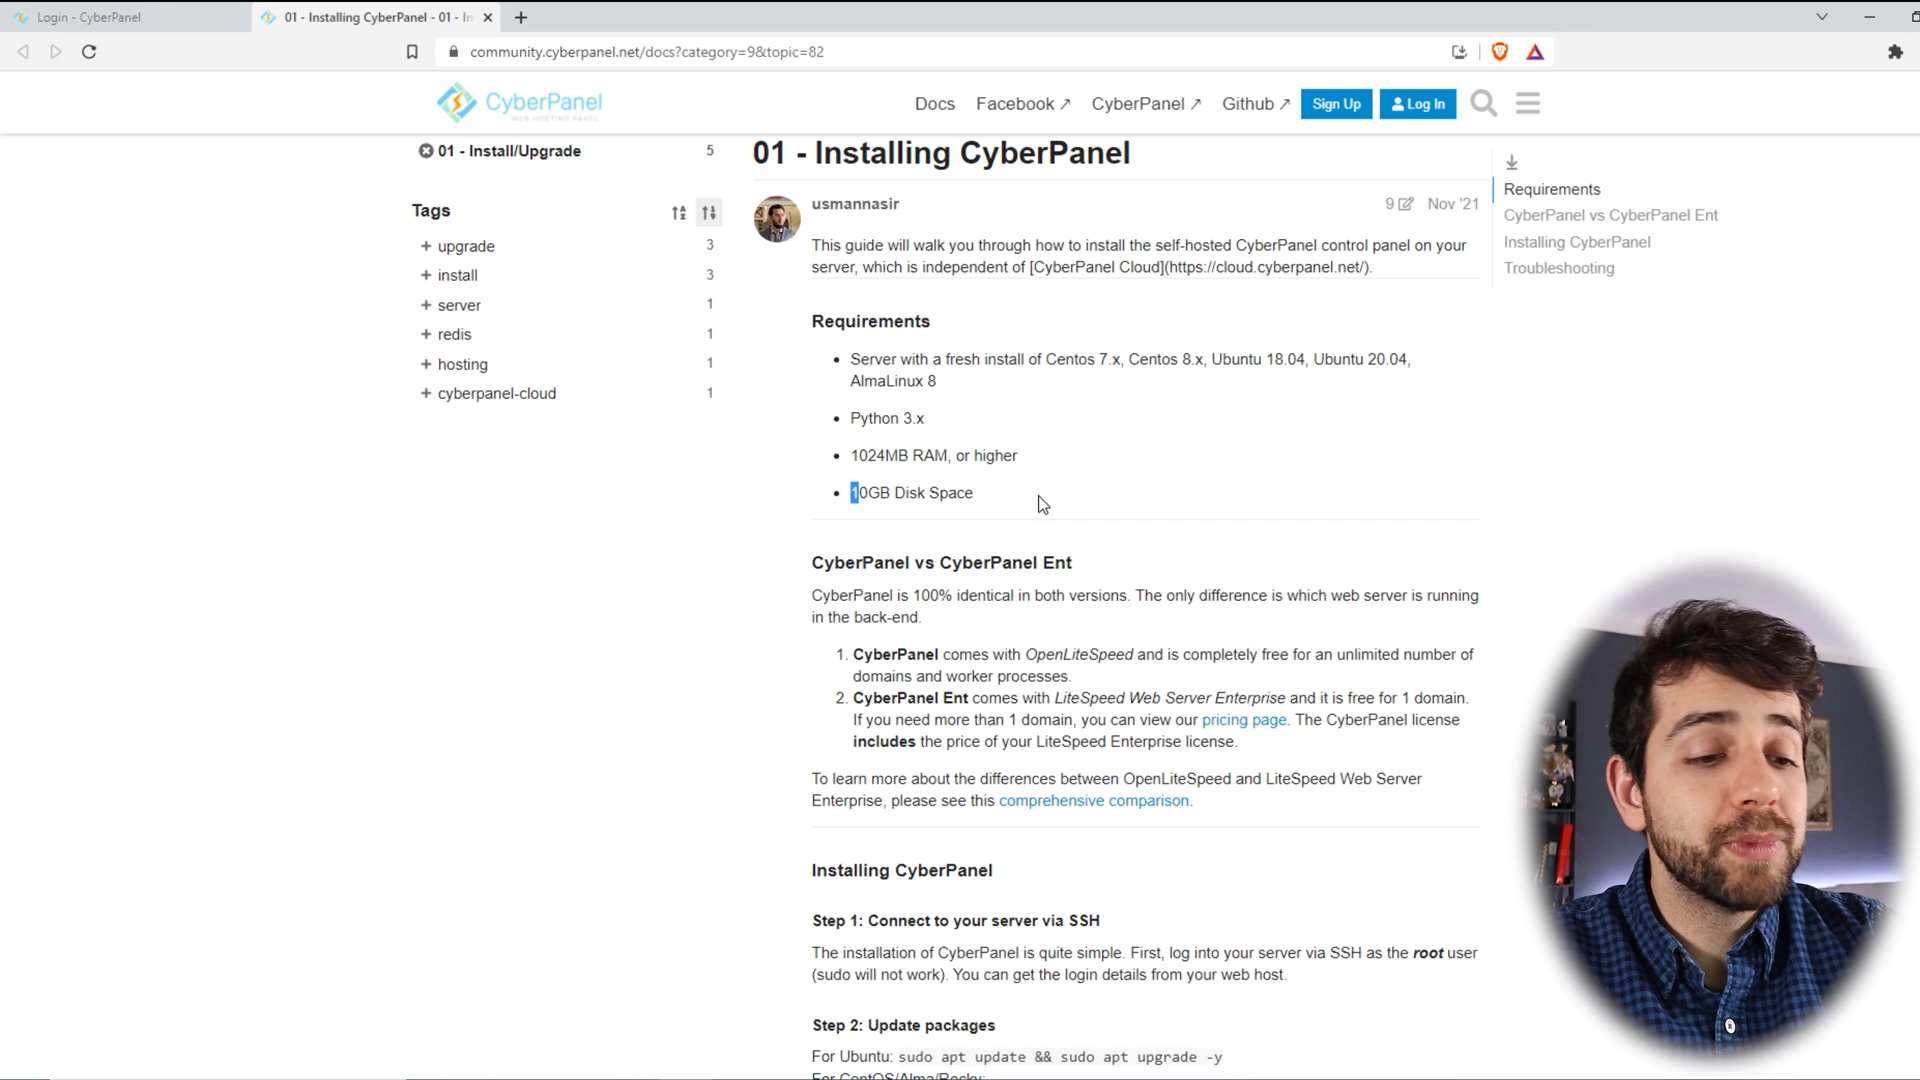 Login - CyberPanel
01 - Installing CyberPanel - 01 - In
community.cyberpanel.net/docs?category=9&topic=82
CyberPanel
WEB HOSTING PANEL
Docs
Facebook
CyberPanel
Github
Sign Up
Log In
01 - Install/Upgrade 5
Tags
+ upgrade 3
+ install 3
+ server 1
+ redis 1
+ hosting 1
+ cyberpanel-cloud 1
01 - Installing CyberPanel
usmannasir
9
Nov '21
This guide will walk you through how to install the self-hosted CyberPanel control panel on your
server, which is independent of [CyberPanel Cloud](https://cloud.cyberpanel.net/).
Requirements
• Server with a fresh install of Centos 7.x, Centos 8.x, Ubuntu 18.04, Ubuntu 20.04,
AlmaLinux 8
• Python 3.x
• 1024MB RAM, or higher
• 10GB Disk Space
CyberPanel vs CyberPanel Ent
CyberPanel is 100% identical in both versions. The only difference is which web server is running
in the back-end.
1. CyberPanel comes with OpenLiteSpeed and is completely free for an unlimited number of
domains and worker processes.
2. CyberPanel Ent comes with LiteSpeed Web Server Enterprise and it is free for 1 domain.
If you need more than 1 domain, you can view our pricing page. The CyberPanel license
includes the price of your LiteSpeed Enterprise license.
To learn more about the differences between OpenLiteSpeed and LiteSpeed Web Server
Enterprise, please see this comprehensive comparison.
Installing CyberPanel
Step 1: Connect to your server via SSH
The installation of CyberPanel is quite simple. First, log into your server via SSH as the root user
(sudo will not work). You can get the login details from your web host.
Step 2: Update packages
For Ubuntu: sudo apt update && sudo apt upgrade -y
For CentOS/Alma/Rocky:
Requirements
CyberPanel vs CyberPanel Ent
Installing CyberPanel
Troubleshooting